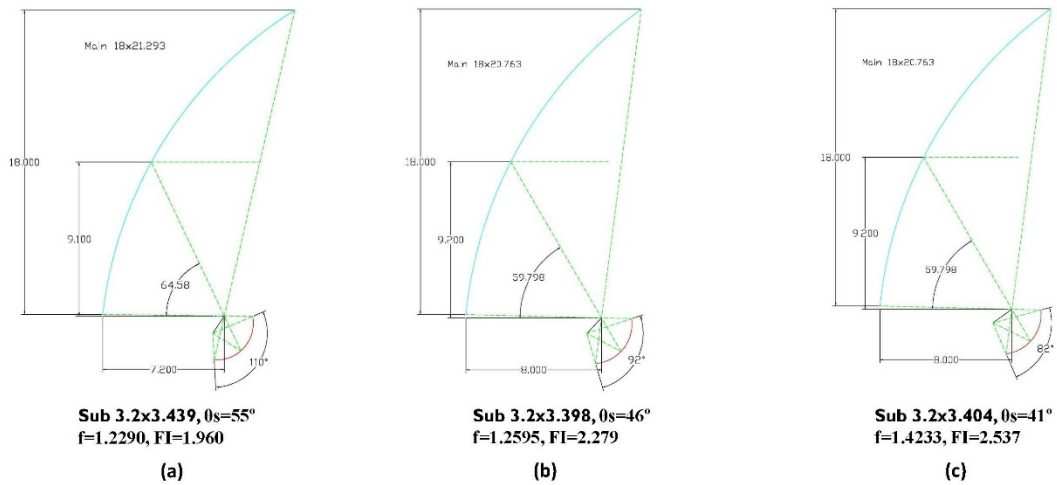 Main 18x21.293
18.000
9.100
64.58
110°
7.200
Sub 3.2x3.439, θs=55º
f=1.2290, FI=1.960
(a)
Main 18x20.763
18.000
9.200
59.798
92°
8.000
Sub 3.2x3.398, θs=46º
f=1.2595, FI=2.279
(b)
Main 18x20.763
18.000
9.200
59.798
82°
8.000
Sub 3.2x3.404, θs=41º
f=1.4233, FI=2.537
(c)